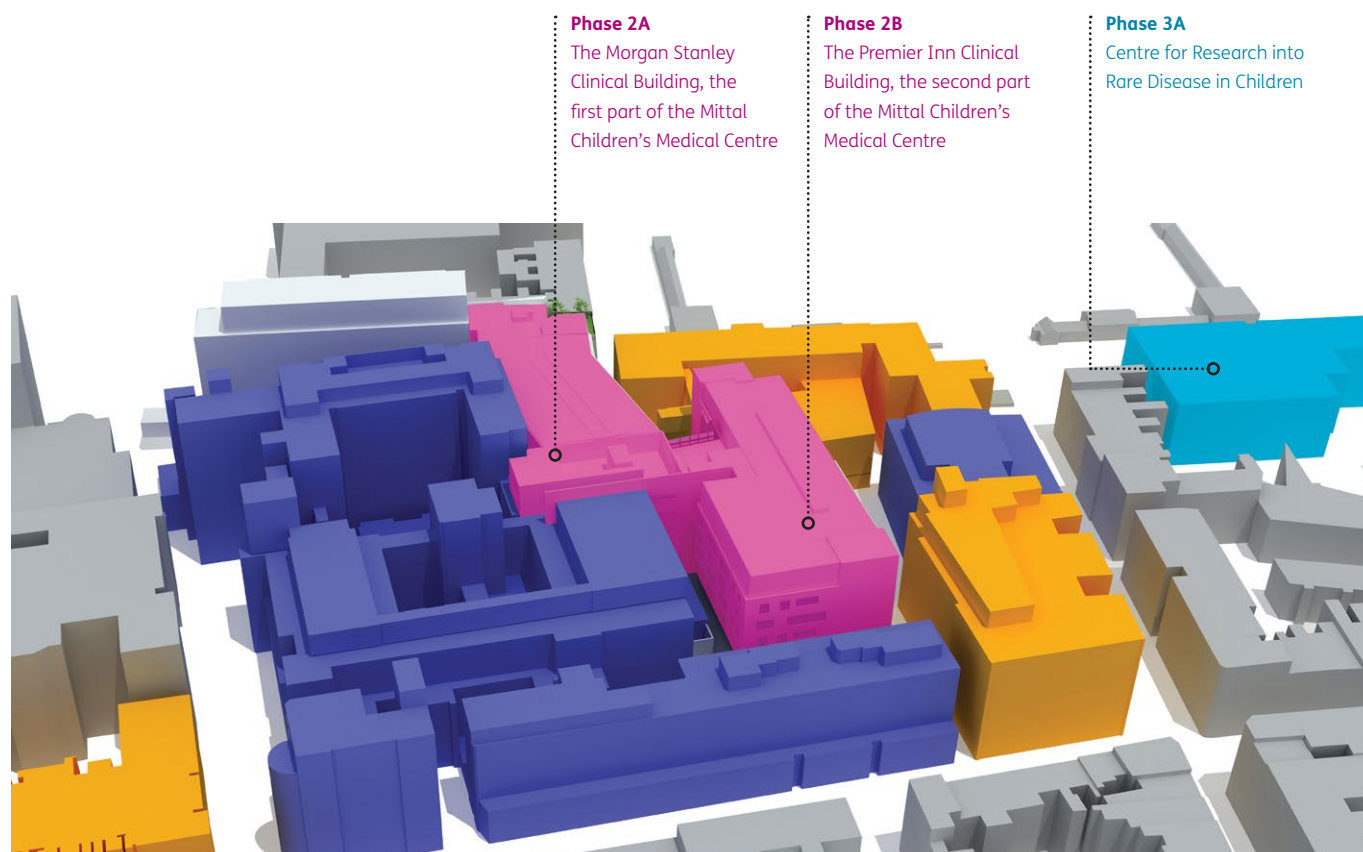 Phase 2A
The Morgan Stanley
Clinical Building, the
first part of the Mittal
Children’s Medical Centre
Phase 2B
The Premier Inn Clinical
Building, the second part
of the Mittal Children’s
Medical Centre
Phase 3A
Centre for Research into
Rare Disease in Children